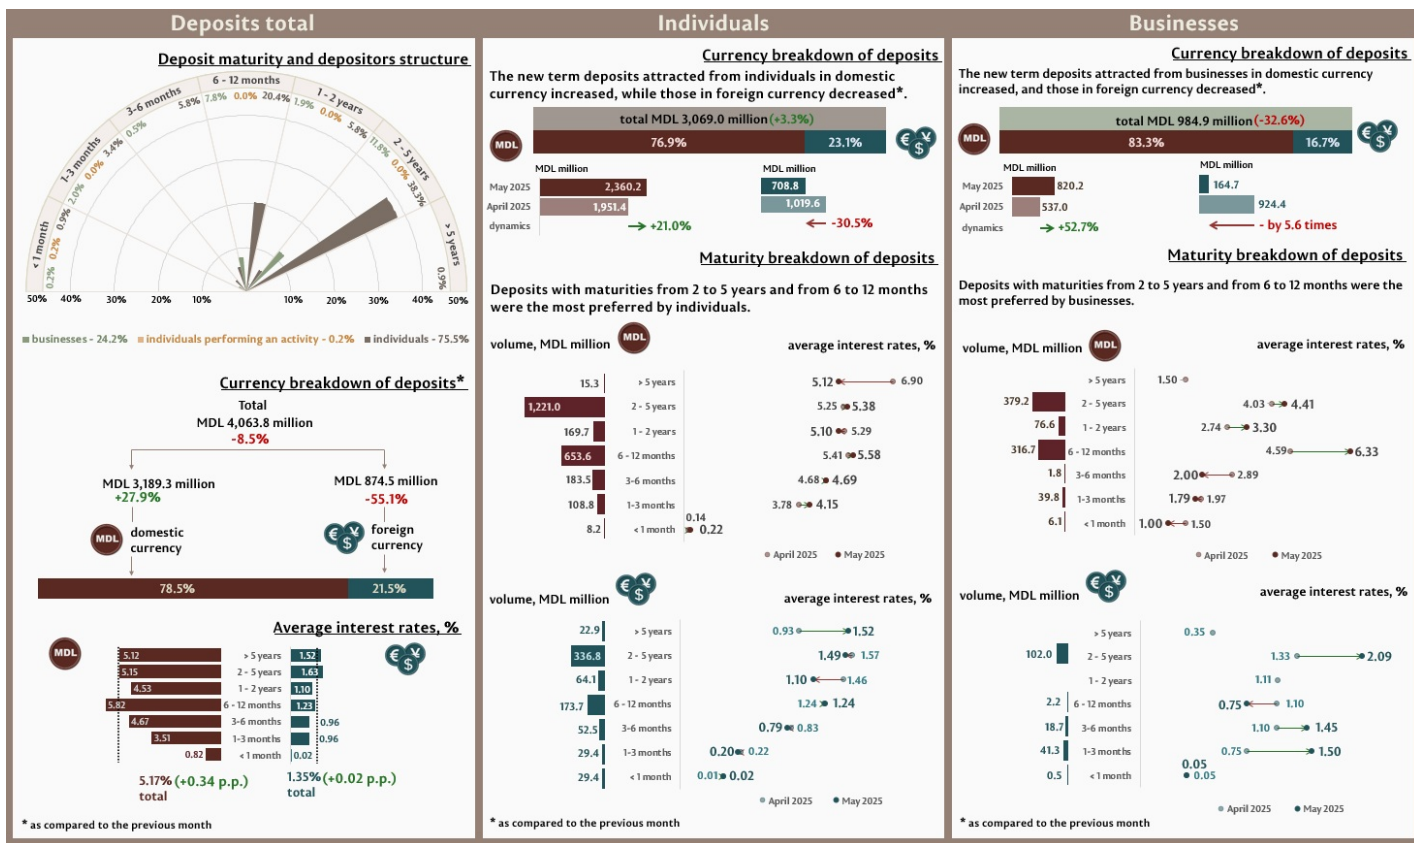 Deposits total
Deposit maturity and depositors structure
< 1 month
1-3 months
3-6 months
6 - 12 months
1 - 2 years
2 - 5 years
> 5 years
0.2% 0.2% 0.9%
2.0% 0.0% 3.4%
0.5% 5.8%
7.8% 0.0% 20.4%
1.9% 0.0% 5.8%
11.8% 0.0% 38.3%
0.9%
50% 40% 30% 20% 10% 10% 20% 30% 40% 50%
businesses - 24.2% individuals performing an activity - 0.2% individuals - 75.5%
Currency breakdown of deposits*
Total
MDL 4,063.8 million
-8.5%
MDL 3,189.3 million
+27.9%
MDL 874.5 million
-55.1%
MDL
domestic
currency
€ ¥ $
foreign
currency
78.5% 21.5%
Average interest rates, %
MDL
€ ¥ $
5.12 > 5 years 1.52
5.15 2 - 5 years 1.63
4.53 1 - 2 years 1.10
5.82 6 - 12 months 1.23
4.67 3-6 months 0.96
3.51 1-3 months 0.96
0.82 < 1 month 0.02
5.17% (+0.34 p.p.)
total
1.35% (+0.02 p.p.)
total
* as compared to the previous month
Individuals
Currency breakdown of deposits
The new term deposits attracted from individuals in domestic
currency increased, while those in foreign currency decreased*.
total MDL 3,069.0 million (+3.3%)
MDL 76.9% 23.1% € ¥ $
MDL million MDL million
May 2025 2,360.2 708.8
April 2025 1,951.4 1,019.6
dynamics +21.0% -30.5%
Maturity breakdown of deposits
Deposits with maturities from 2 to 5 years and from 6 to 12 months
were the most preferred by individuals.
volume, MDL million MDL average interest rates, %
15.3 > 5 years 5.12 6.90
1,221.0 2 - 5 years 5.25 5.38
169.7 1 - 2 years 5.10 5.29
653.6 6 - 12 months 5.41 5.58
183.5 3-6 months 4.68 4.69
108.8 1-3 months 3.78 4.15
8.2 < 1 month 0.14 0.22
April 2025 May 2025
volume, MDL million € ¥ $ average interest rates, %
22.9 > 5 years 0.93 1.52
336.8 2 - 5 years 1.49 1.57
64.1 1 - 2 years 1.10 1.46
173.7 6 - 12 months 1.24 1.24
52.5 3-6 months 0.79 0.83
29.4 1-3 months 0.20 0.22
29.4 < 1 month 0.01 0.02
April 2025 May 2025
* as compared to the previous month
Businesses
Currency breakdown of deposits
The new term deposits attracted from businesses in domestic currency
increased, and those in foreign currency decreased*.
total MDL 984.9 million (-32.6%)
MDL 83.3% 16.7% € ¥ $
MDL million MDL million
May 2025 820.2 164.7
April 2025 537.0 924.4
dynamics +52.7% - by 5.6 times
Maturity breakdown of deposits
Deposits with maturities from 2 to 5 years and from 6 to 12 months were the
most preferred by businesses.
volume, MDL million MDL average interest rates, %
> 5 years 1.50
379.2 2 - 5 years 4.03 4.41
76.6 1 - 2 years 2.74 3.30
316.7 6 - 12 months 4.59 6.33
1.8 3-6 months 2.00 2.89
39.8 1-3 months 1.79 1.97
6.1 < 1 month 1.00 1.50
April 2025 May 2025
volume, MDL million € ¥ $ average interest rates, %
> 5 years 0.35
102.0 2 - 5 years 1.33 2.09
1 - 2 years 1.11
2.2 6 - 12 months 0.75 1.10
18.7 3-6 months 1.10 1.45
41.3 1-3 months 0.75 1.50
0.5 < 1 month 0.05 0.05
April 2025 May 2025
* as compared to the previous month